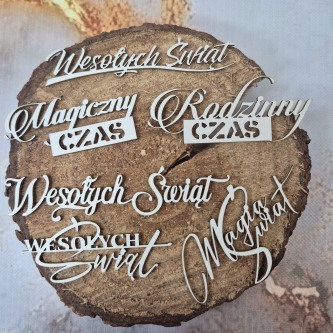 Wesołych Świąt
Magiczny
CZAS
Rodzinny
CZAS
Wesołych Świąt
WESOŁYCH
Świąt
Magia
Świąt